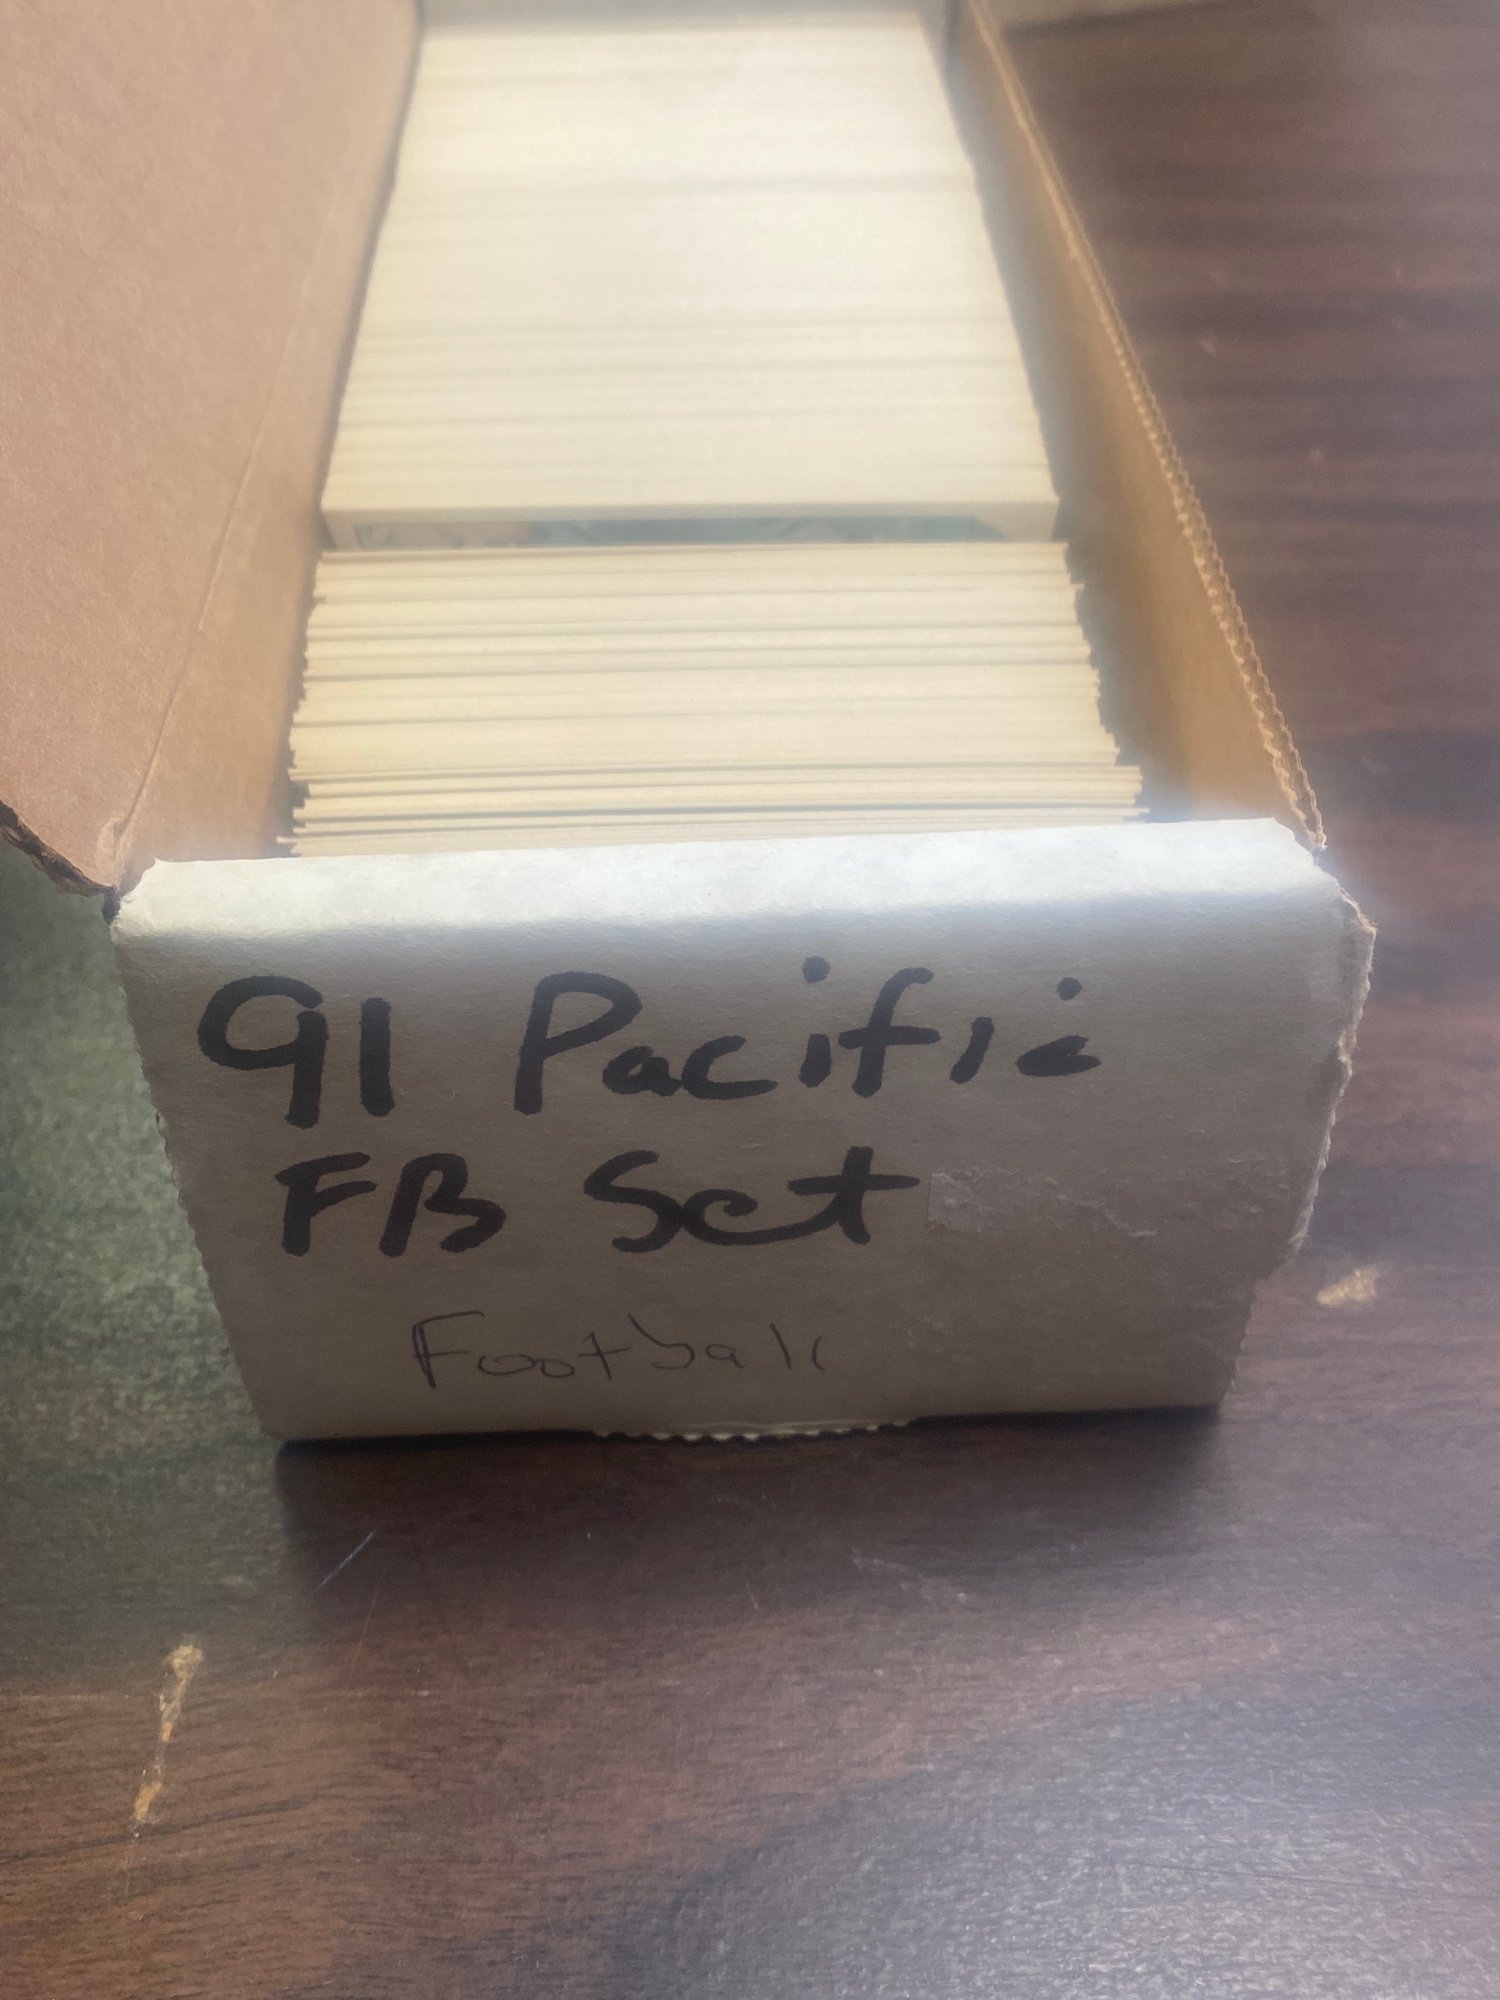 91 Pacific
FB Set
Football